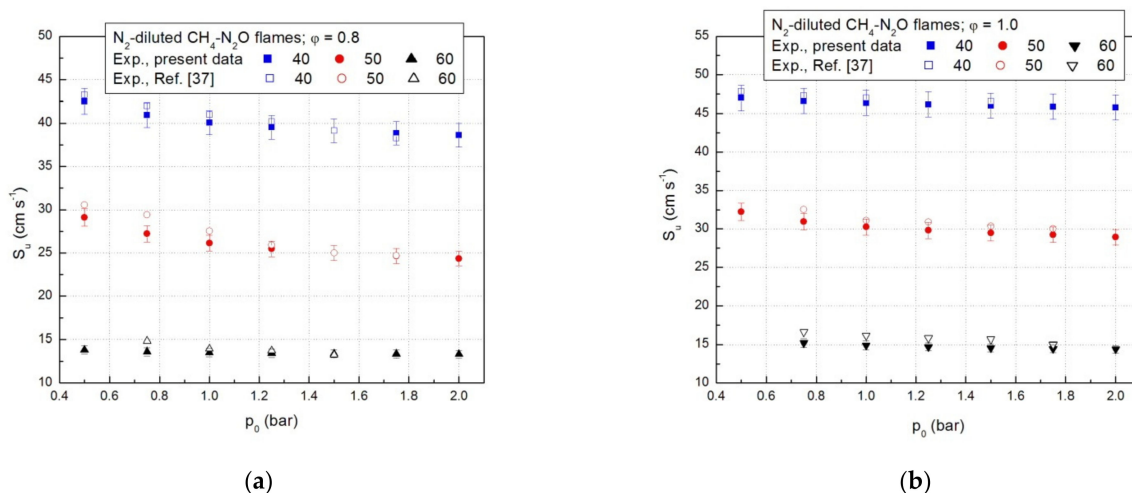 N₂-diluted CH₄-N₂O flames; φ = 0.8
Exp., present data 40 50 60
Exp., Ref. [37] 40 50 60
50
45
40
35
30
25
20
15
10
Sᵤ (cm s⁻¹)
0.4 0.6 0.8 1.0 1.2 1.4 1.6 1.8 2.0
p₀ (bar)
(a)
N₂-diluted CH₄-N₂O flames; φ = 1.0
Exp., present data 40 50 60
Exp., Ref. [37] 40 50 60
55
50
45
40
35
30
25
20
15
10
Sᵤ (cm s⁻¹)
0.4 0.6 0.8 1.0 1.2 1.4 1.6 1.8 2.0
p₀ (bar)
(b)